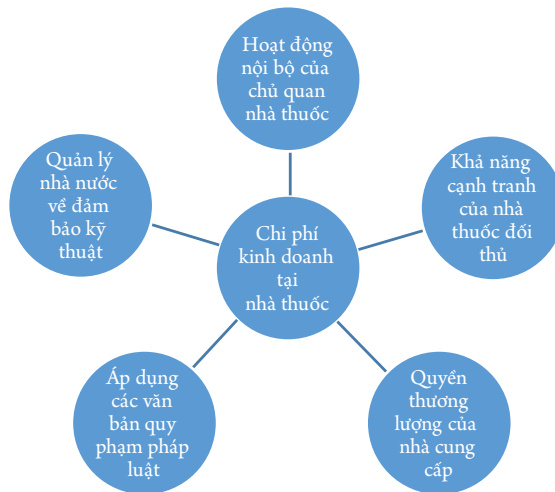 Hoạt động
nội bộ của
chủ quan
nhà thuốc
Quản lý
nhà nước
về đảm
bảo kỹ
thuật
Khả năng
cạnh tranh
của nhà
thuốc đối
thủ
Chi phí
kinh doanh
tại
nhà thuốc
Áp dụng
các văn
bản quy
phạm pháp
luật
Quyền
thương
lượng của
nhà cung
cấp